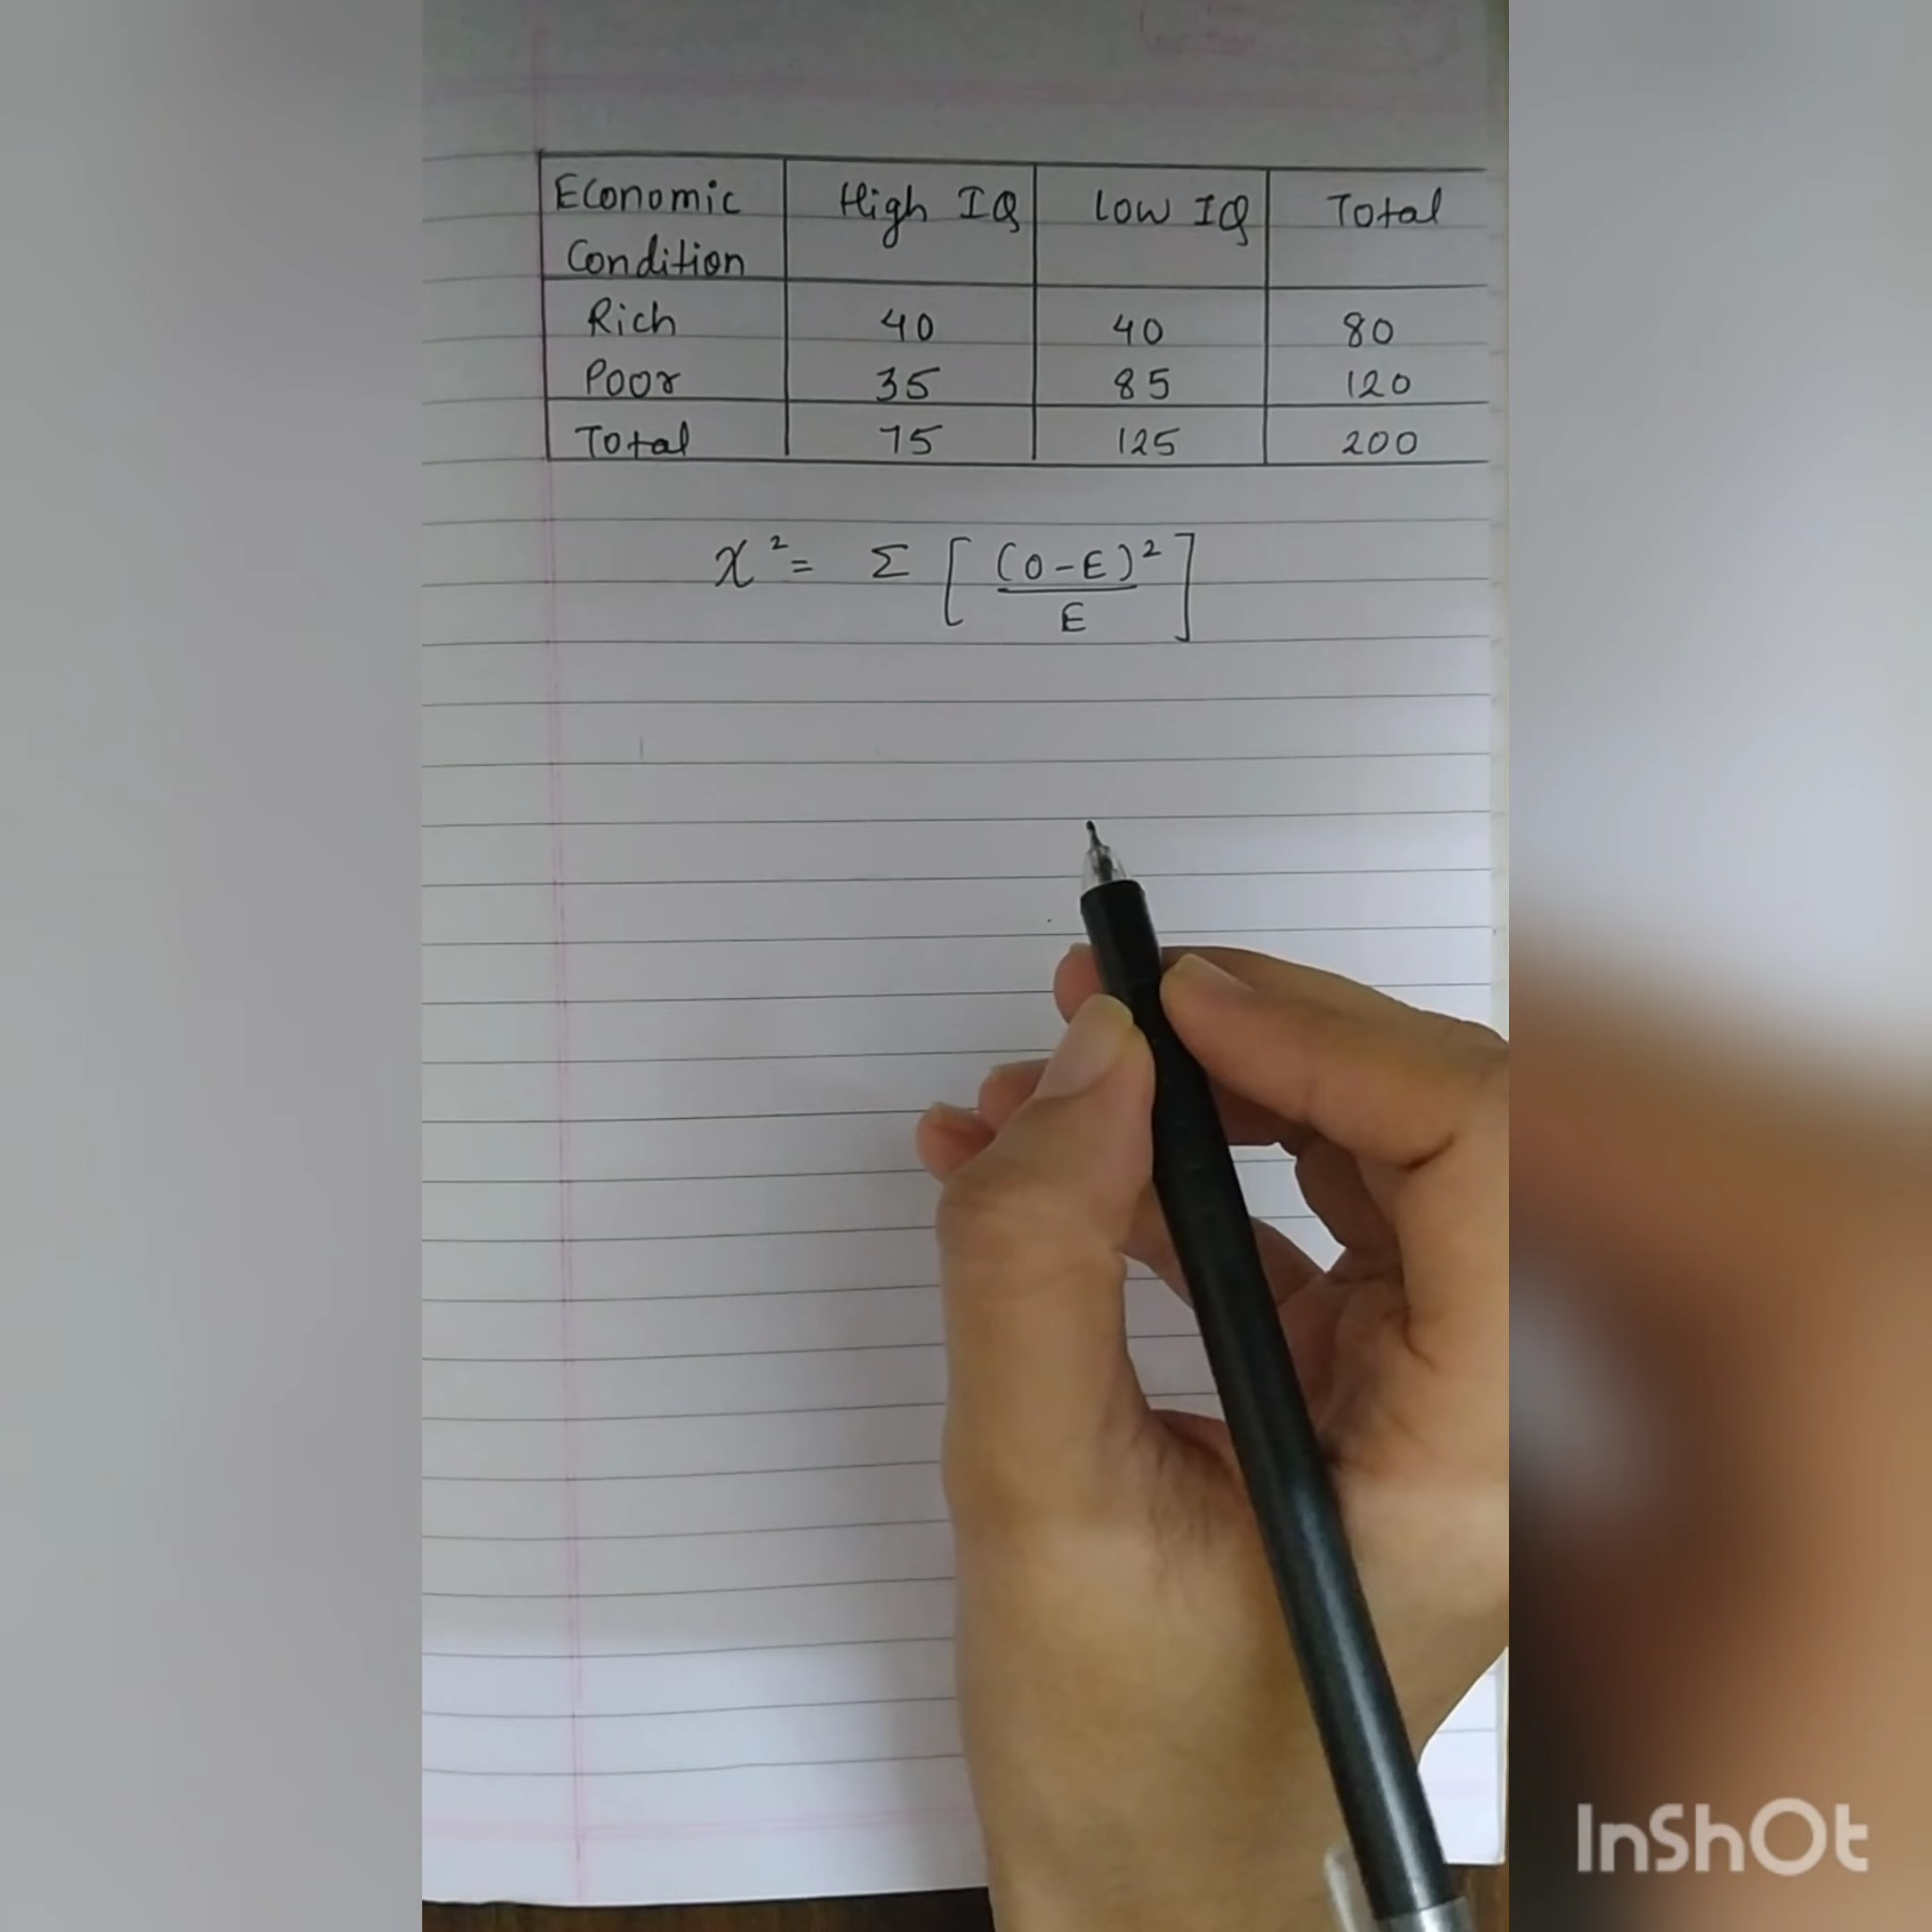 Economic Condition High IQ Low IQ Total
Rich 40 40 80
Poor 35 85 120
Total 75 125 200
χ² = Σ [ (O-E)² / E ]
InShOt